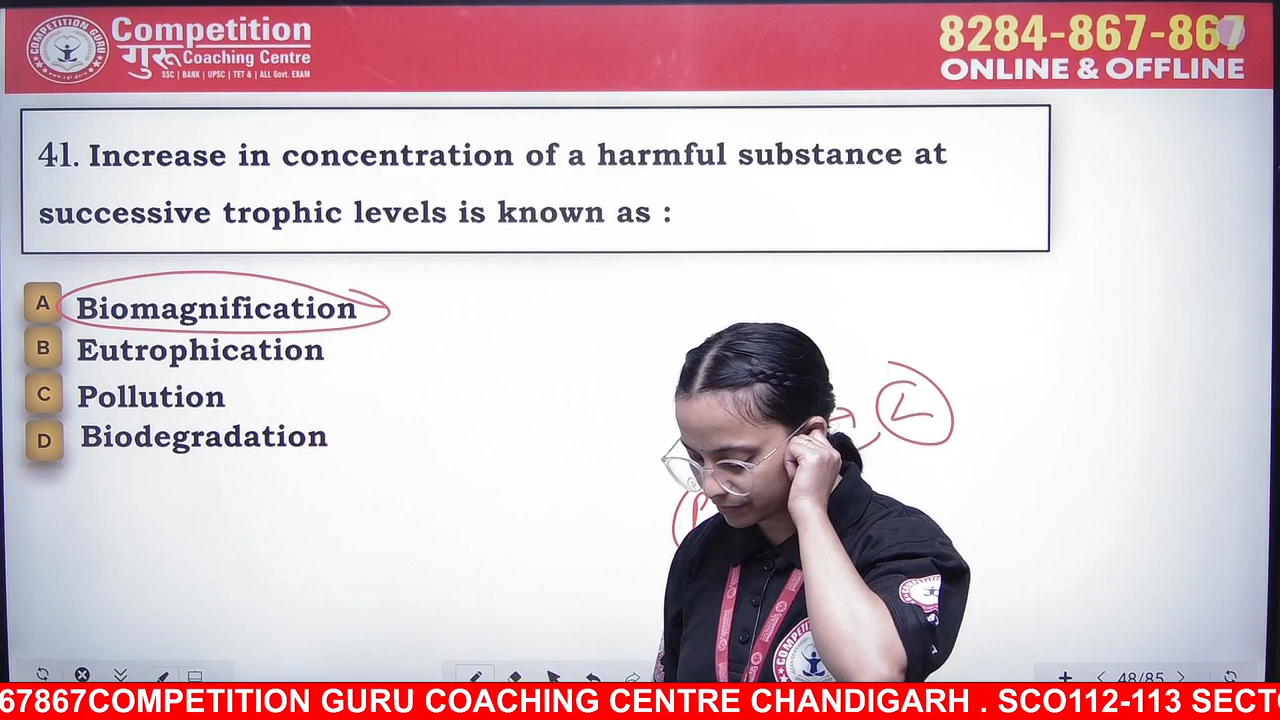 COMPETITION GURU
Competition
गुरू Coaching Centre
SSC | BANK | UPSC | TET & | ALL Govt. EXAM
8284-867-867
ONLINE & OFFLINE
41. Increase in concentration of a harmful substance at
successive trophic levels is known as :
A Biomagnification
B Eutrophication
C Pollution
D Biodegradation
48/85
67867COMPETITION GURU COACHING CENTRE CHANDIGARH . SCO112-113 SECT